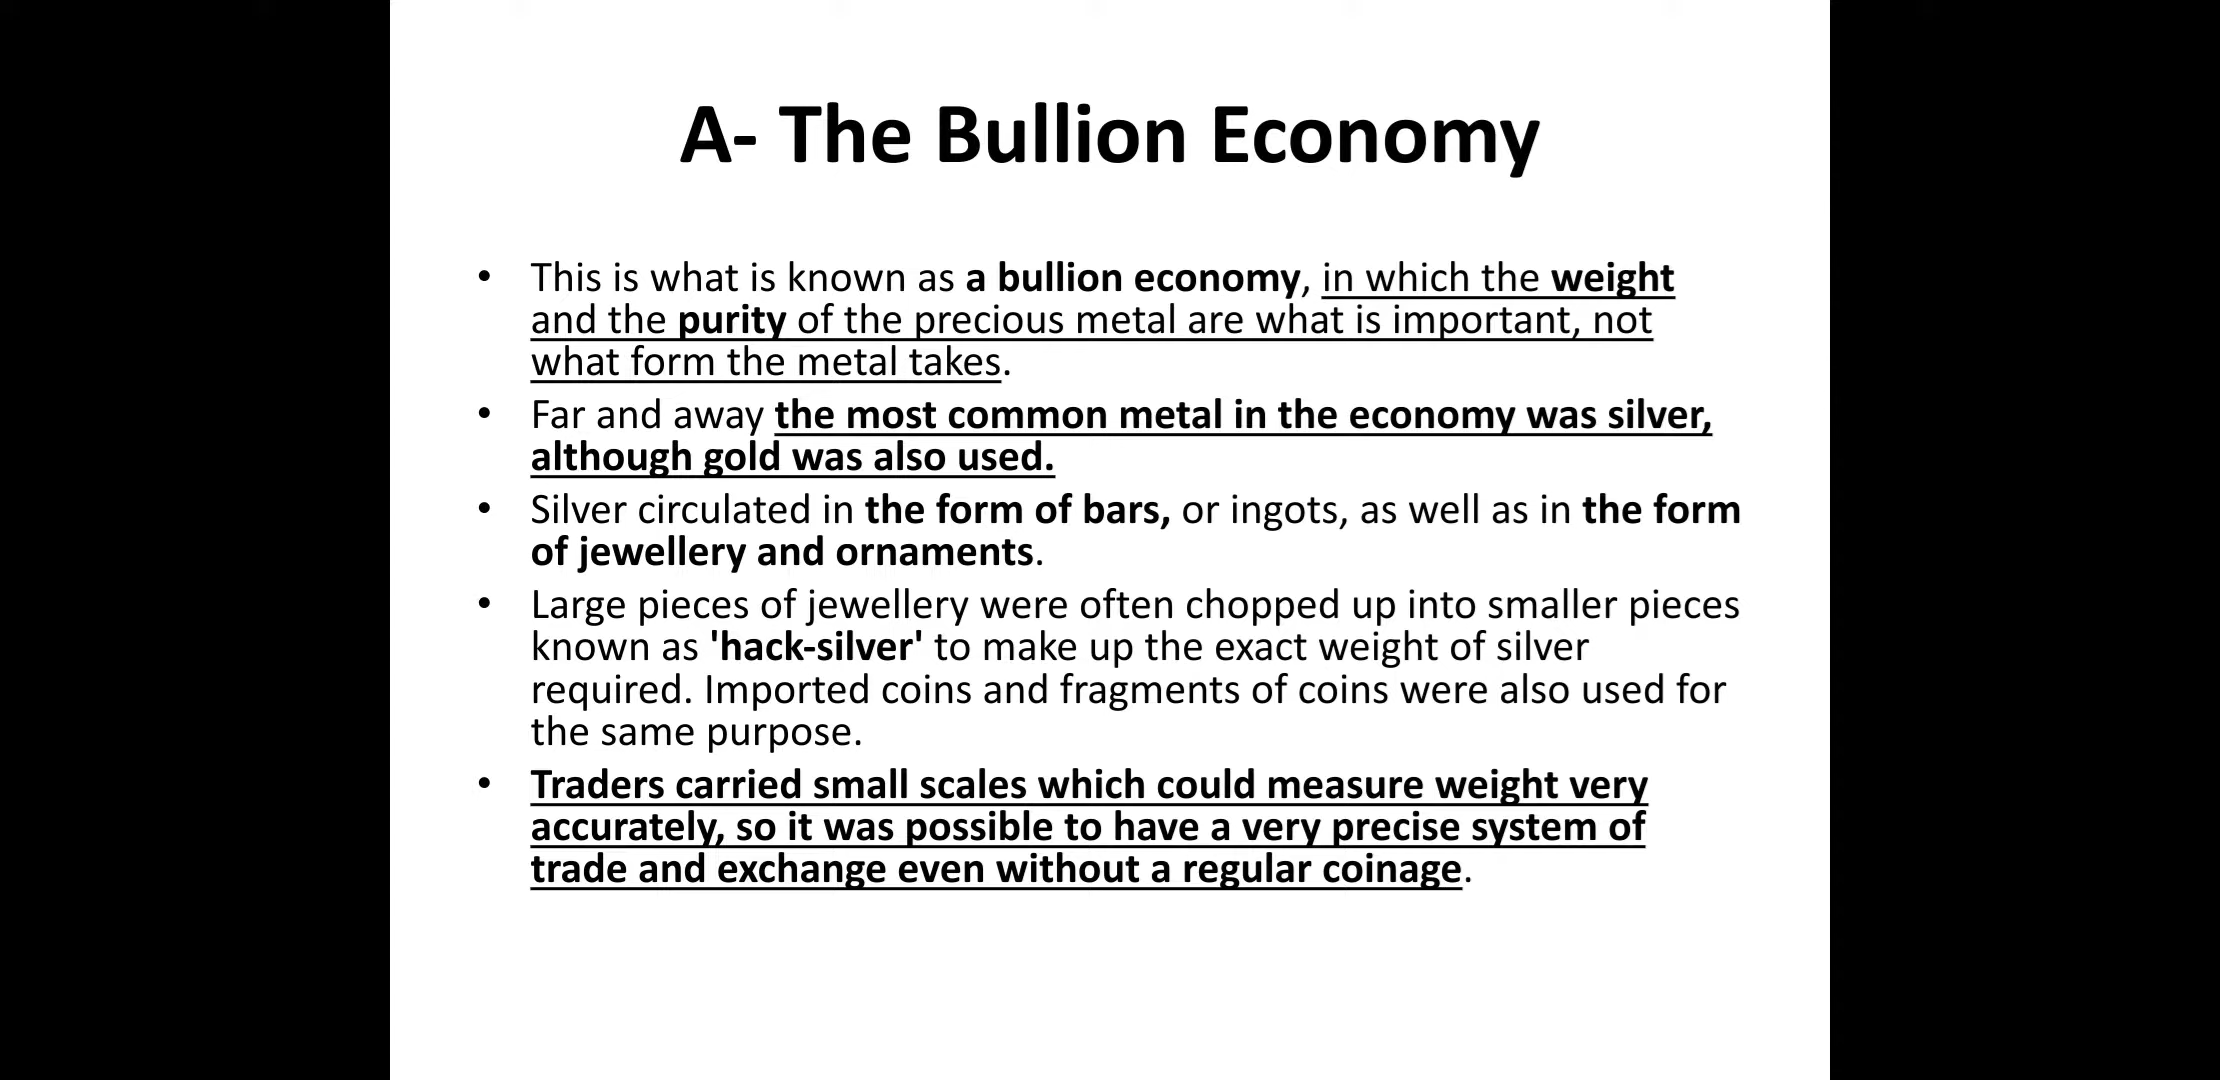 A- The Bullion Economy
• This is what is known as a bullion economy, in which the weight
and the purity of the precious metal are what is important, not
what form the metal takes.
• Far and away the most common metal in the economy was silver,
although gold was also used.
• Silver circulated in the form of bars, or ingots, as well as in the form
of jewellery and ornaments.
• Large pieces of jewellery were often chopped up into smaller pieces
known as 'hack-silver' to make up the exact weight of silver
required. Imported coins and fragments of coins were also used for
the same purpose.
• Traders carried small scales which could measure weight very
accurately, so it was possible to have a very precise system of
trade and exchange even without a regular coinage.